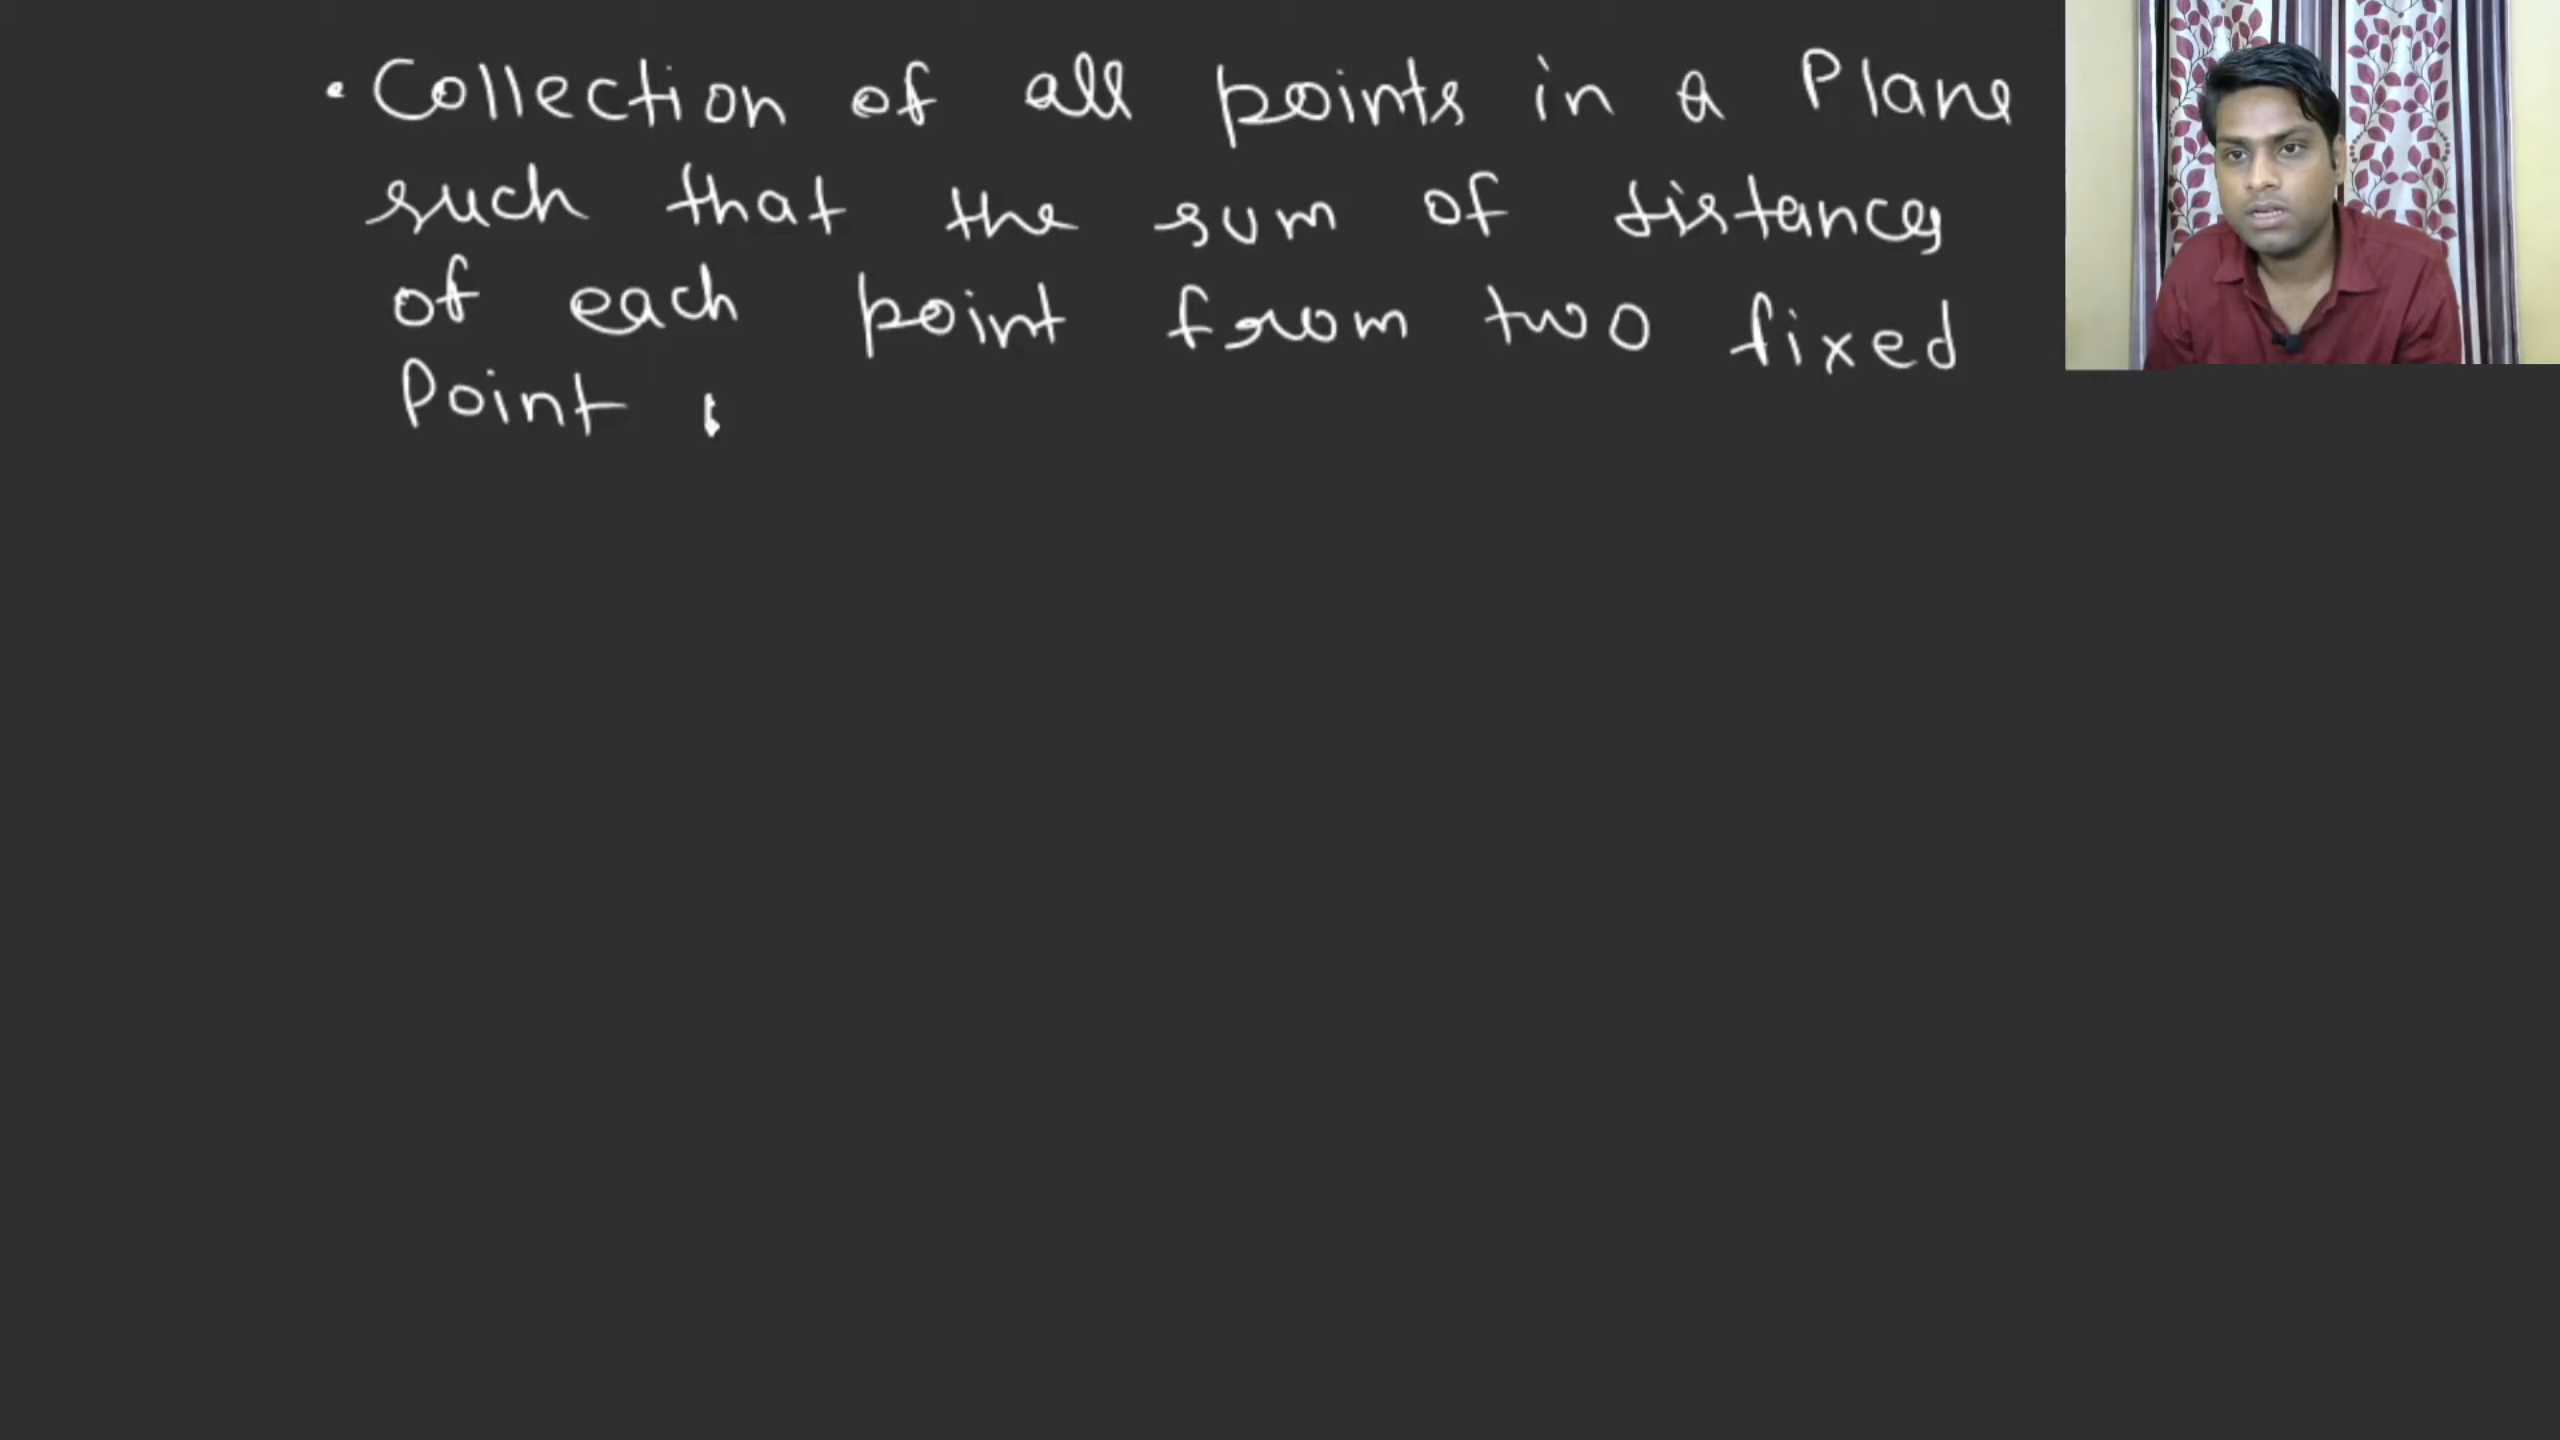 • Collection of all points in a Plane
such that the sum of distances
of each point from two fixed
Point